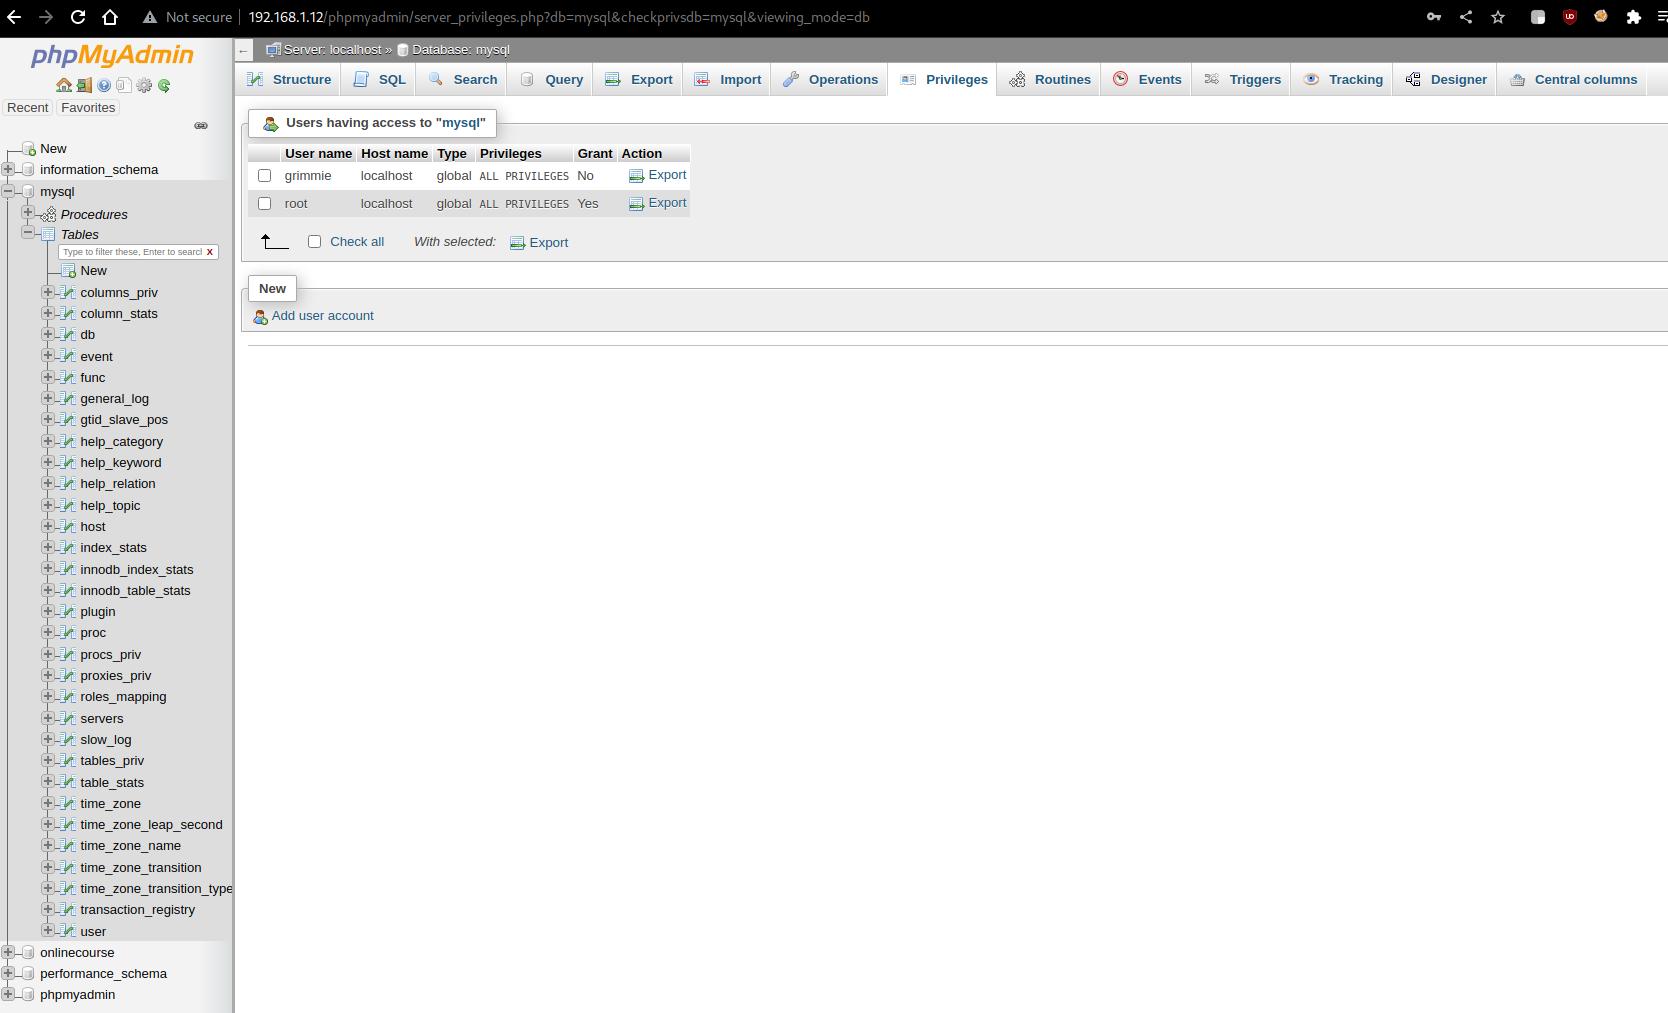 Not secure 192.168.1.12/phpmyadmin/server_privileges.php?db=mysql&checkprivsdb=mysql&viewing_mode=db
phpMyAdmin
Recent Favorites
New
information_schema
mysql
Procedures
Tables
Type to filter these, Enter to search X
New
columns_priv
column_stats
db
event
func
general_log
gtid_slave_pos
help_category
help_keyword
help_relation
help_topic
host
index_stats
innodb_index_stats
innodb_table_stats
plugin
proc
procs_priv
proxies_priv
roles_mapping
servers
slow_log
tables_priv
table_stats
time_zone
time_zone_leap_second
time_zone_name
time_zone_transition
time_zone_transition_type
transaction_registry
user
onlinecourse
performance_schema
phpmyadmin
Server: localhost » Database: mysql
Structure SQL Search Query Export Import Operations Privileges Routines Events Triggers Tracking Designer Central columns
Users having access to "mysql"
User name Host name Type Privileges Grant Action
grimmie localhost global ALL PRIVILEGES No Export
root localhost global ALL PRIVILEGES Yes Export
Check all With selected: Export
New
Add user account